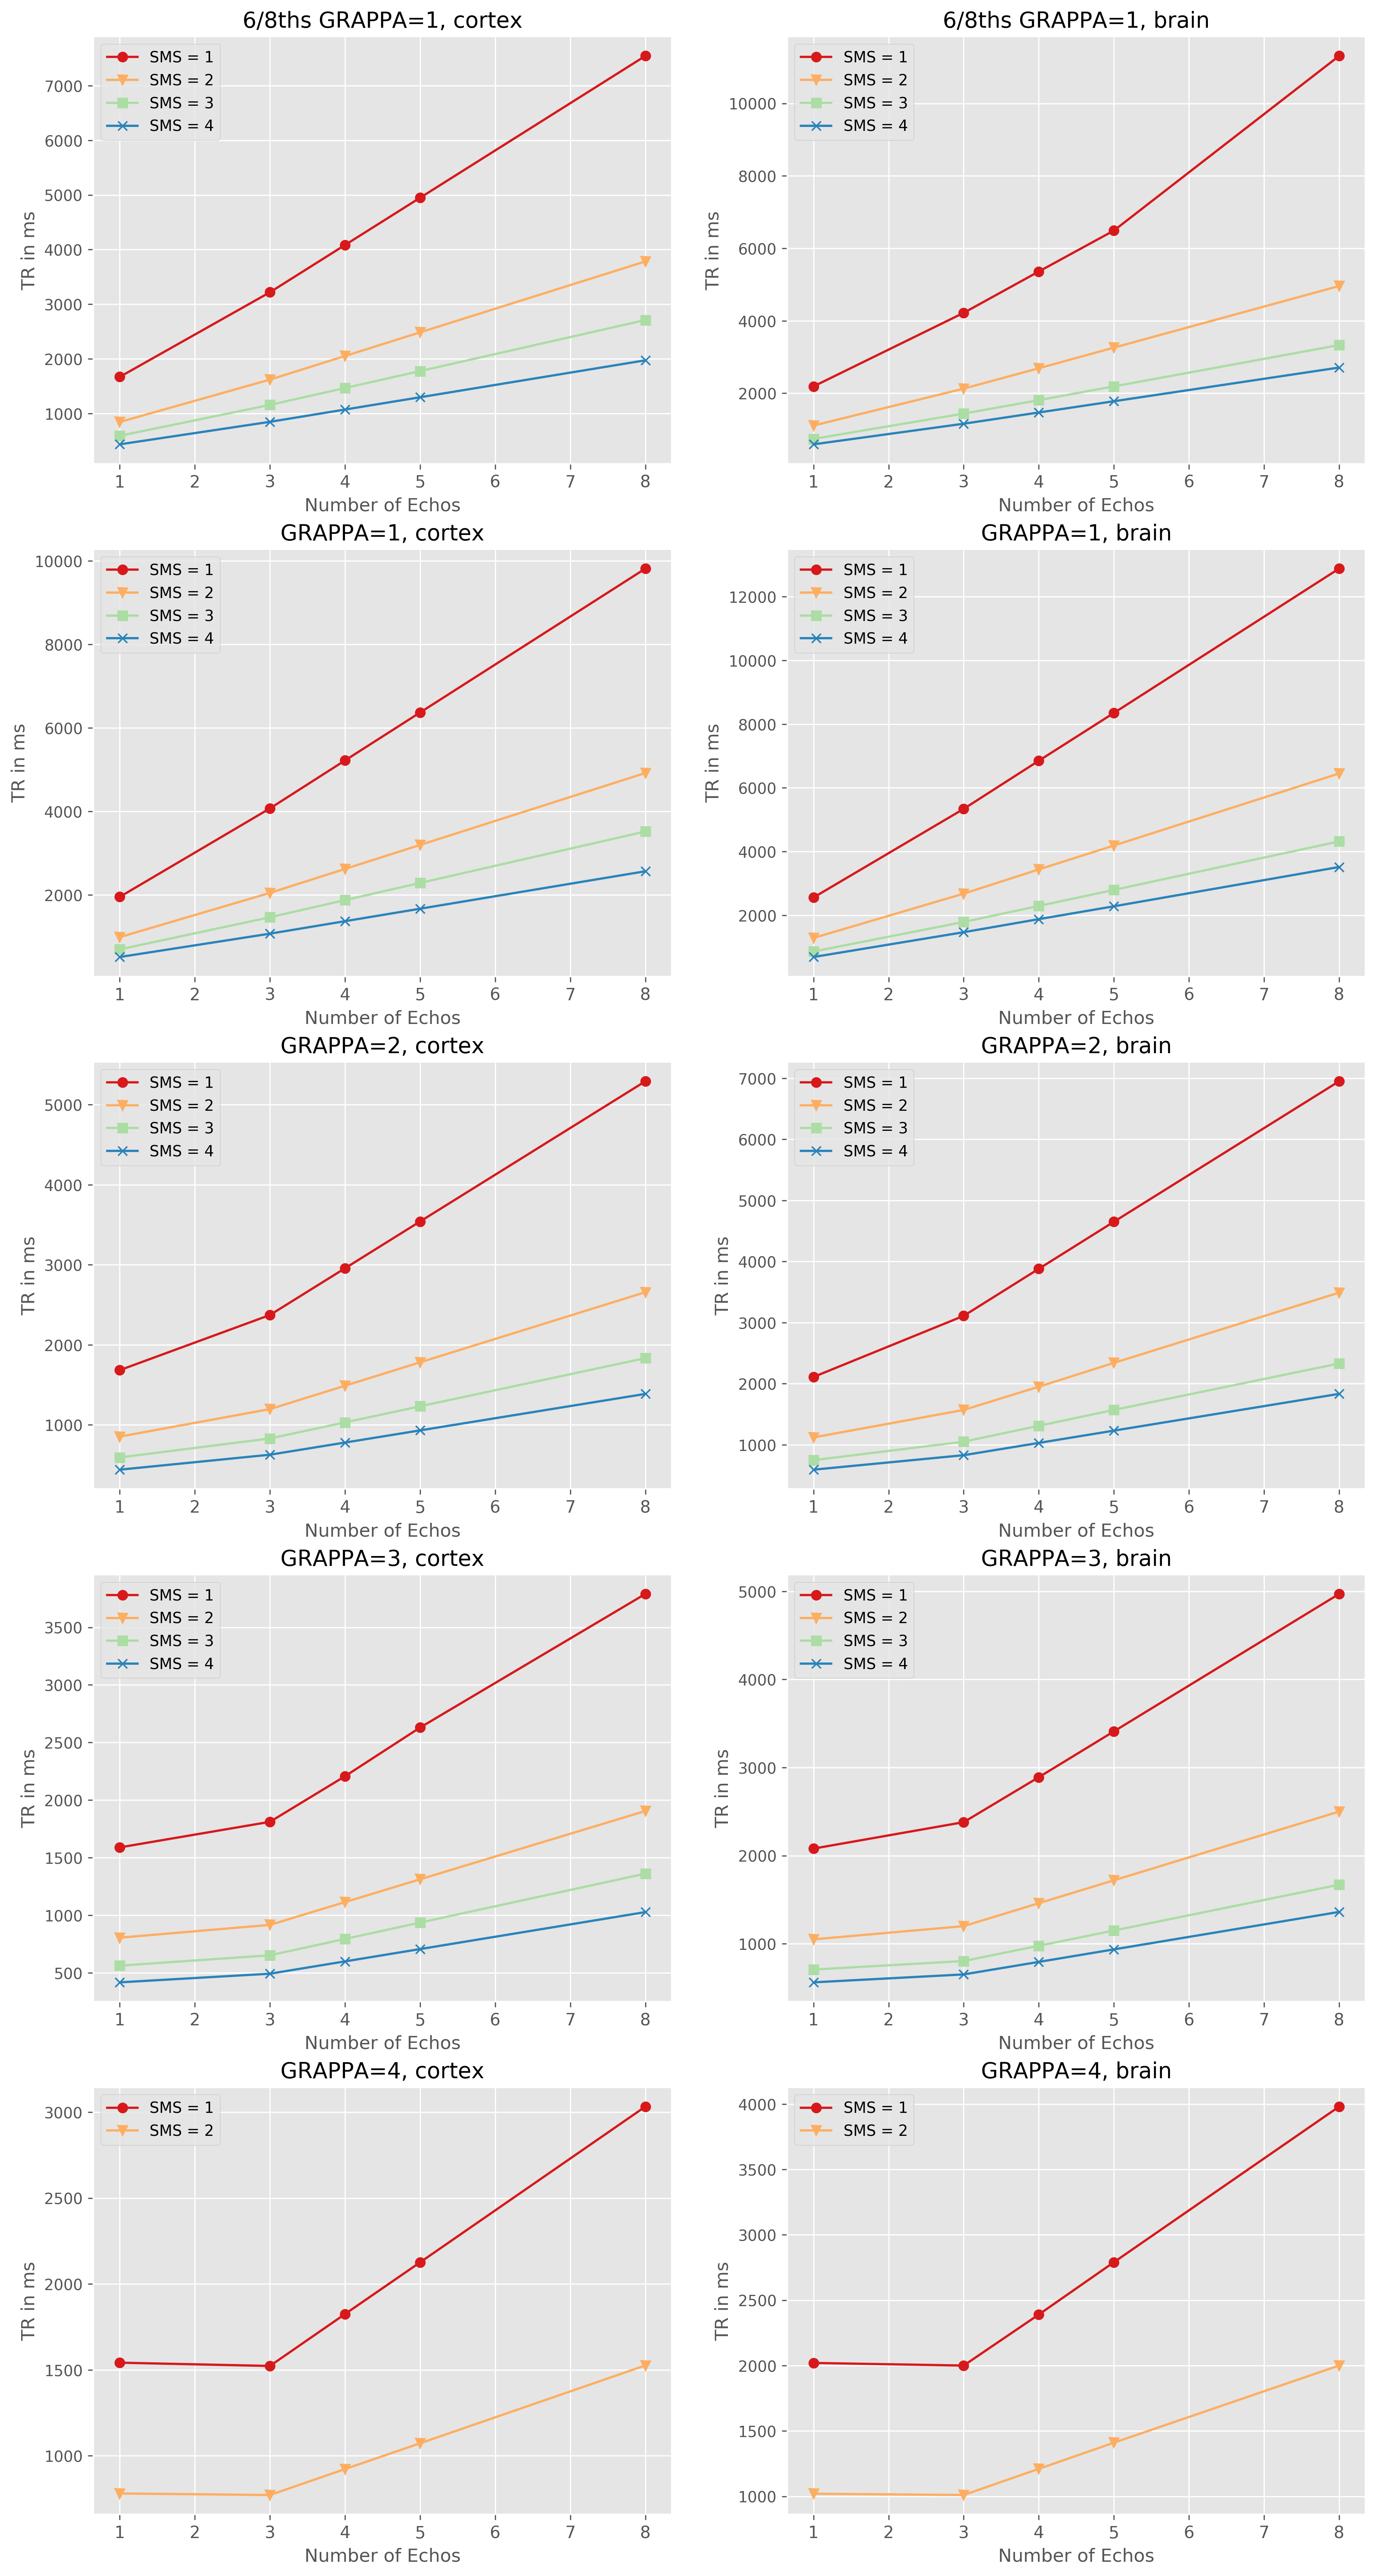 6/8ths GRAPPA=1, cortex
SMS = 1
SMS = 2
SMS = 3
SMS = 4
7000
6000
5000
4000
3000
2000
1000
TR in ms
1 2 3 4 5 6 7 8
Number of Echos
6/8ths GRAPPA=1, brain
SMS = 1
SMS = 2
SMS = 3
SMS = 4
10000
8000
6000
4000
2000
TR in ms
1 2 3 4 5 6 7 8
Number of Echos
GRAPPA=1, cortex
SMS = 1
SMS = 2
SMS = 3
SMS = 4
10000
8000
6000
4000
2000
TR in ms
1 2 3 4 5 6 7 8
Number of Echos
GRAPPA=1, brain
SMS = 1
SMS = 2
SMS = 3
SMS = 4
12000
10000
8000
6000
4000
2000
TR in ms
1 2 3 4 5 6 7 8
Number of Echos
GRAPPA=2, cortex
SMS = 1
SMS = 2
SMS = 3
SMS = 4
5000
4000
3000
2000
1000
TR in ms
1 2 3 4 5 6 7 8
Number of Echos
GRAPPA=2, brain
SMS = 1
SMS = 2
SMS = 3
SMS = 4
7000
6000
5000
4000
3000
2000
1000
TR in ms
1 2 3 4 5 6 7 8
Number of Echos
GRAPPA=3, cortex
SMS = 1
SMS = 2
SMS = 3
SMS = 4
3500
3000
2500
2000
1500
1000
500
TR in ms
1 2 3 4 5 6 7 8
Number of Echos
GRAPPA=3, brain
SMS = 1
SMS = 2
SMS = 3
SMS = 4
5000
4000
3000
2000
1000
TR in ms
1 2 3 4 5 6 7 8
Number of Echos
GRAPPA=4, cortex
SMS = 1
SMS = 2
3000
2500
2000
1500
1000
TR in ms
1 2 3 4 5 6 7 8
Number of Echos
GRAPPA=4, brain
SMS = 1
SMS = 2
4000
3500
3000
2500
2000
1500
1000
TR in ms
1 2 3 4 5 6 7 8
Number of Echos